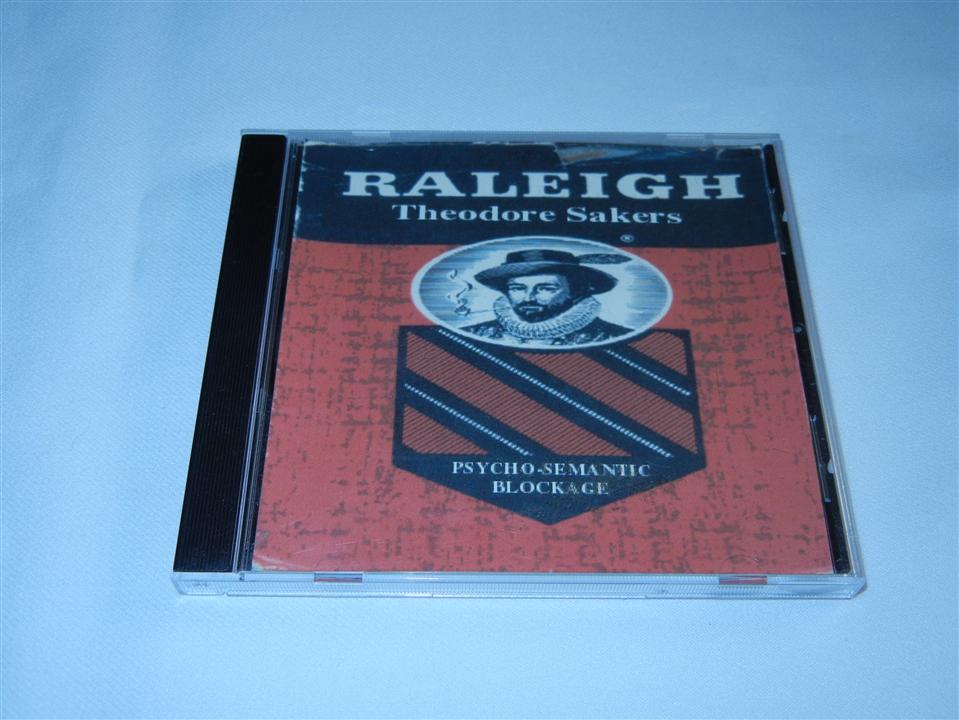 RALEIGH
Theodore Sakers
®
PSYCHO-SEMANTIC
BLOCKAGE